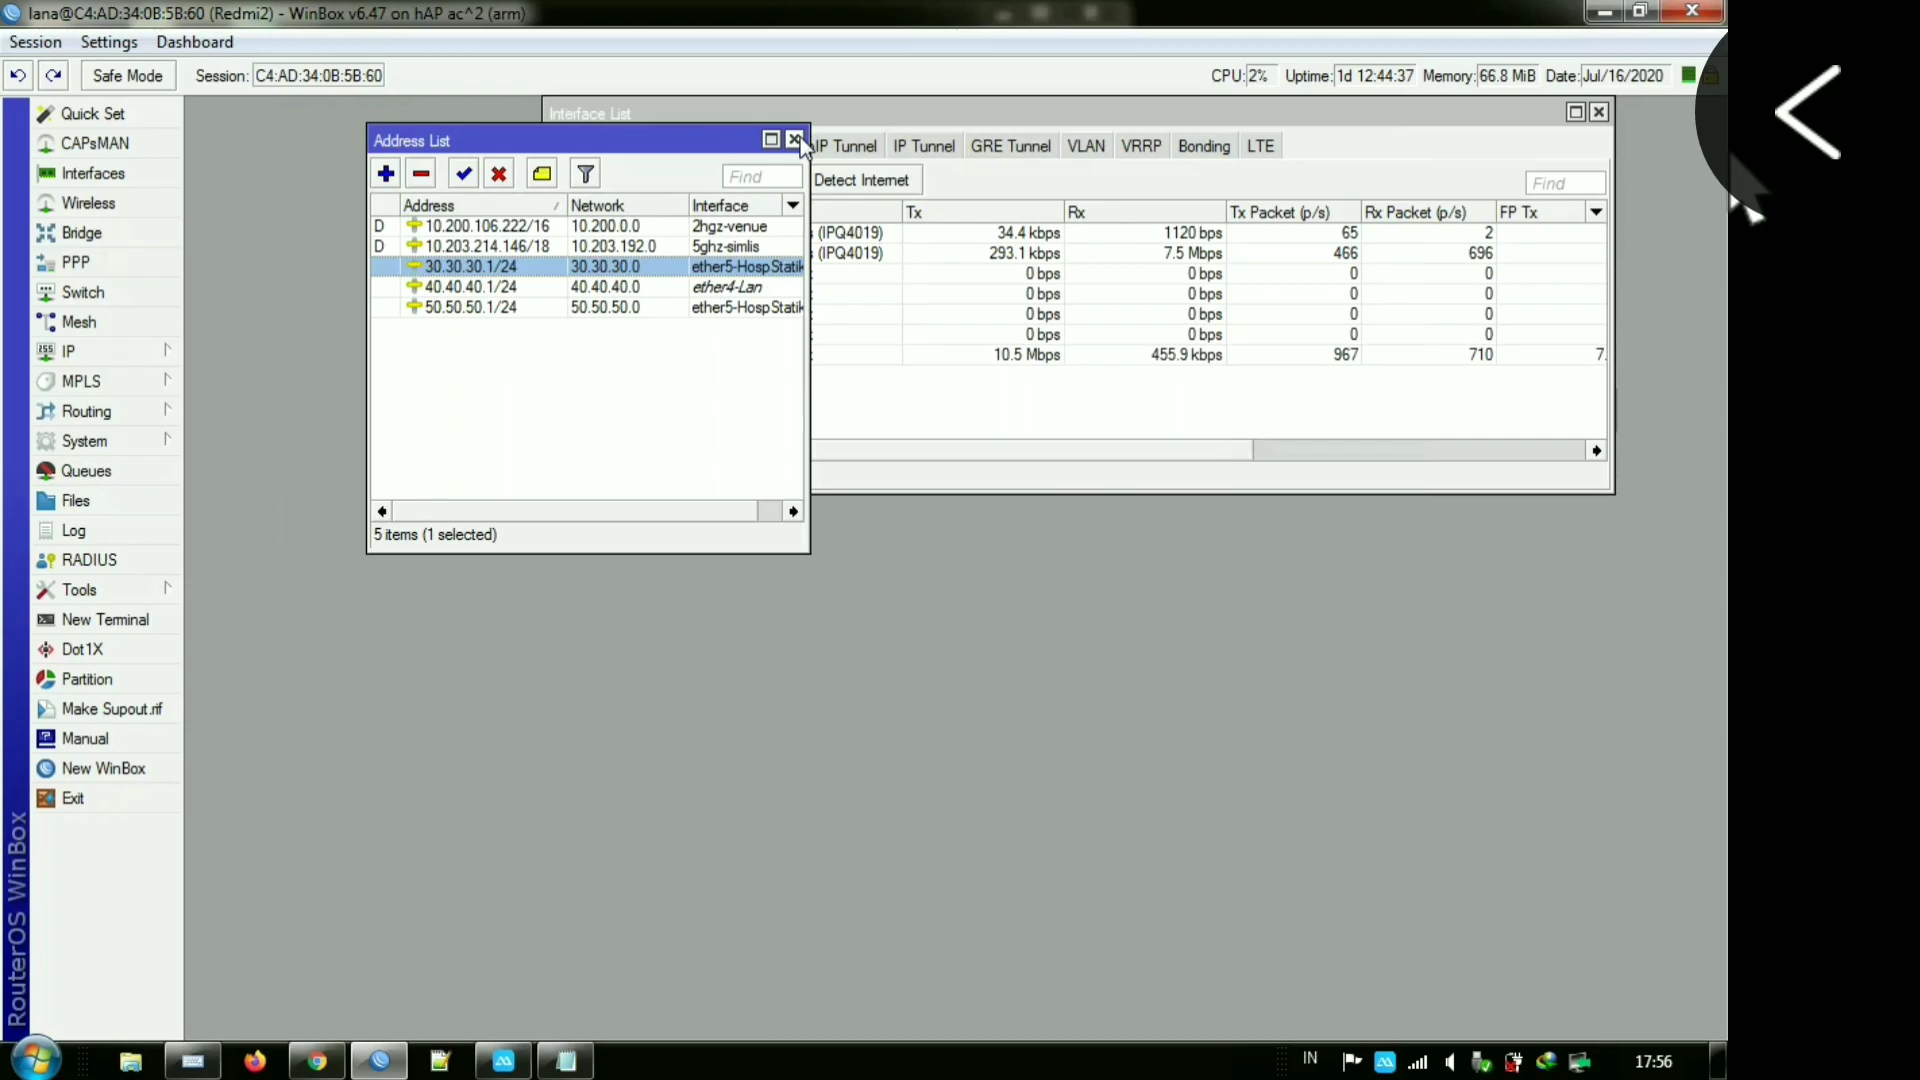 lana@C4:AD:34:0B:5B:60 (Redmi2) - WinBox v6.47 on hAP ac^2 (arm)
Session Settings Dashboard
Safe Mode Session: C4:AD:34:0B:5B:60 CPU: 2% Uptime: 1d 12:44:37 Memory: 66.8 MiB Date: Jul/16/2020
Quick Set
CAPsMAN
Interfaces
Wireless
Bridge
PPP
Switch
Mesh
IP
MPLS
Routing
System
Queues
Files
Log
RADIUS
Tools
New Terminal
Dot1X
Partition
Make Supout.rif
Manual
New WinBox
Exit
RouterOS WinBox
Interface List
IP Tunnel IP Tunnel GRE Tunnel VLAN VRRP Bonding LTE
Detect Internet Find
Tx Rx Tx Packet (p/s) Rx Packet (p/s) FP Tx
(IPQ4019) 34.4 kbps 1120 bps 65 2
(IPQ4019) 293.1 kbps 7.5 Mbps 466 696
0 bps 0 bps 0 0
0 bps 0 bps 0 0
0 bps 0 bps 0 0
0 bps 0 bps 0 0
10.5 Mbps 455.9 kbps 967 710 7.
Address List
Find
Address Network Interface
D 10.200.106.222/16 10.200.0.0 2hgz-venue
D 10.203.214.146/18 10.203.192.0 5ghz-simlis
30.30.30.1/24 30.30.30.0 ether5-HospStatik
40.40.40.1/24 40.40.40.0 ether4-Lan
50.50.50.1/24 50.50.50.0 ether5-HospStatik
5 items (1 selected)
IN 17:56